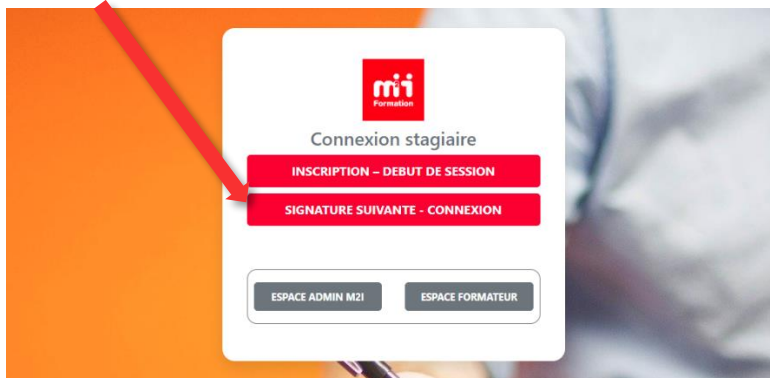 m2i
Formation
Connexion stagiaire
INSCRIPTION – DEBUT DE SESSION
SIGNATURE SUIVANTE - CONNEXION
ESPACE ADMIN M2I
ESPACE FORMATEUR